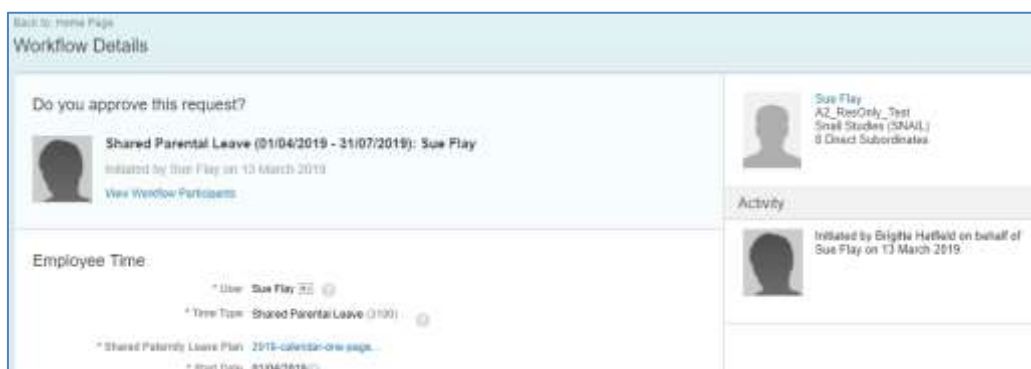 Back to: Home Page
Workflow Details
Do you approve this request?
Shared Parental Leave (01/04/2019 - 31/07/2019): Sue Flay
Initiated by Sue Flay on 13 March 2019
View Workflow Participants
Employee Time
* User Sue Flay
* Time Type Shared Parental Leave (3100)
* Shared Paternity Leave Plan 2019-calendar-one-page...
* Start Date 01/04/2019
Sue Flay
A2_ResOnly_Test
Snail Studies (SNAIL)
Direct Subordinates
Activity
Initiated by Brigitte Hatfield on behalf of
Sue Flay on 13 March 2019